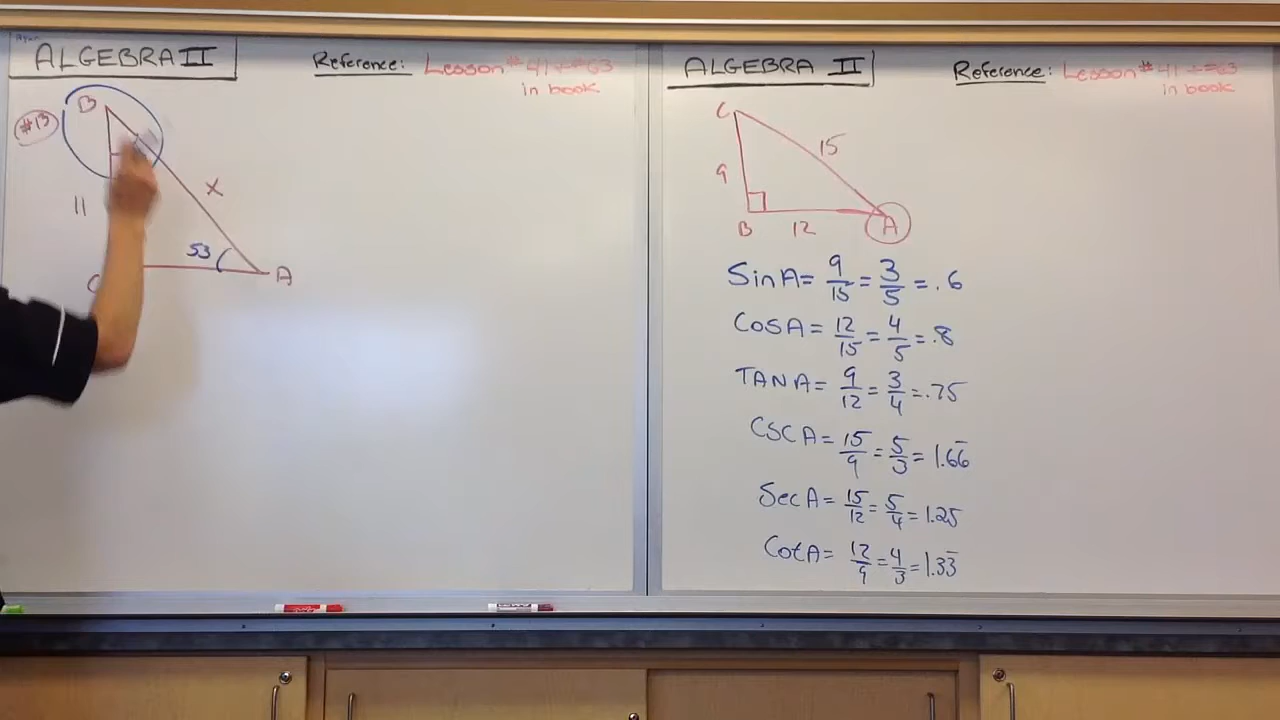 ALGEBRA II
Reference: Lesson # 41 + #63
in book
#13
B
11
x
53
C
A
ALGEBRA II
Reference: Lesson # 41 + #63
in book
C
15
9
B
12
A
Sin A = 9/15 = 3/5 = .6
Cos A = 12/15 = 4/5 = .8
TAN A = 9/12 = 3/4 = .75
CSC A = 15/9 = 5/3 = 1.66̄
Sec A = 15/12 = 5/4 = 1.25
Cot A = 12/9 = 4/3 = 1.33̄